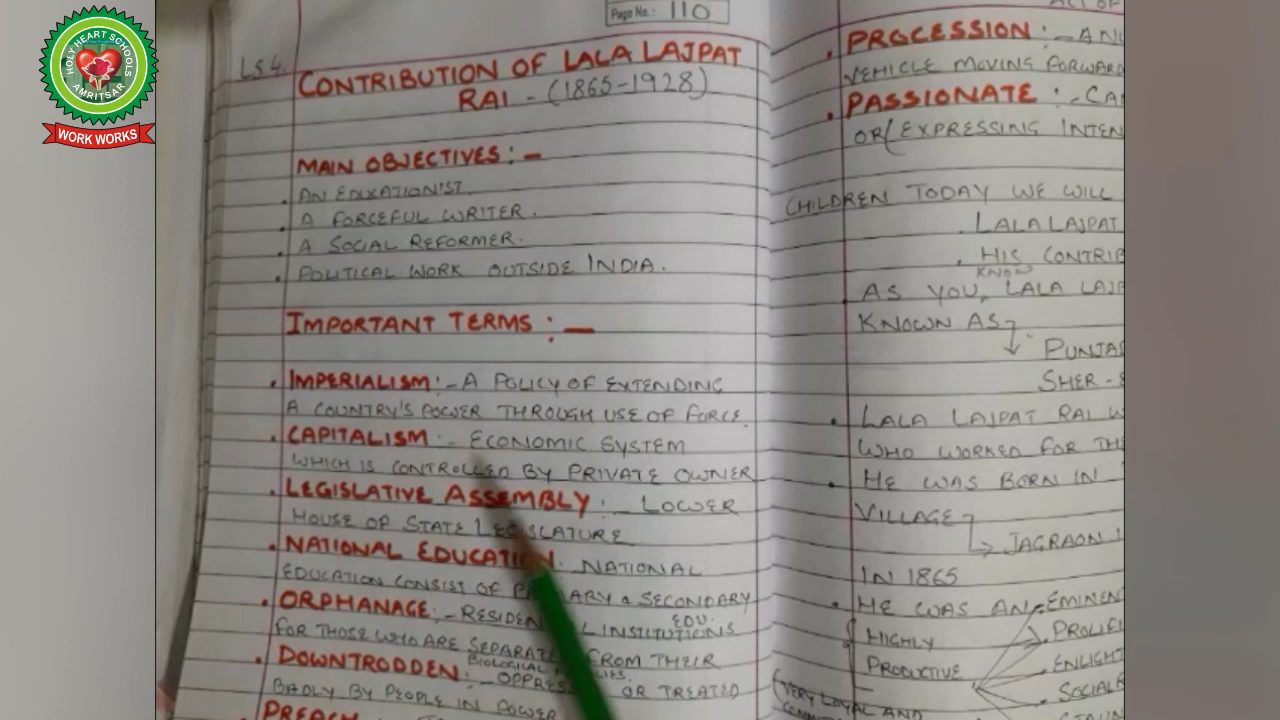 HOLY HEART SCHOOLS
AMRITSAR
WORK WORKS
Page No.: 110
LS 4.
CONTRIBUTION OF LALA LAJPAT
RAI - (1865-1928)
MAIN OBJECTIVES:-
. AN EDUCATIONIST.
. A FORCEFUL WRITER.
. A SOCIAL REFORMER.
. POLITICAL WORK OUTSIDE INDIA.
IMPORTANT TERMS:-
. IMPERIALISM:- A POLICY OF EXTENDING
A COUNTRY'S POWER THROUGH USE OF FORCE.
. CAPITALISM:- ECONOMIC SYSTEM
WHICH IS CONTROLLED BY PRIVATE OWNER
. LEGISLATIVE ASSEMBLY:- LOWER
HOUSE OF STATE LEGISLATURE
. NATIONAL EDUCATION. NATIONAL
EDUCATION CONSIST OF PRIMARY & SECONDARY
EDU.
. ORPHANAGE:- RESIDENTIAL INSTITUTIONS
FOR THOSE WHO ARE SEPARATED FROM THEIR
BIOLOGICAL
. DOWNTRODDEN:- OPPRESSED OR TREATED
BADLY BY PEOPLE IN POWER
PREACH
. PROCESSION:- AN
VEHICLE MOVING FORWARD
. PASSIONATE:- CA
OR (EXPRESSING INTEN
CHILDREN TODAY WE WILL
. LALA LAJPAT
. HIS CONTRIB
KNOW
AS YOU, LALA LAJP
KNOWN AS
PUNJA
SHER-E
. LALA LAJPAT RAI W
WHO WORKED FOR THE
. HE WAS BORN IN
VILLAGE
JAGRAON
IN 1865
. HE WAS AN EMINEN
HIGHLY PROLIFI
PRODUCTIVE ENLIGHT
SOCIAL
(VERY LOYAL AND